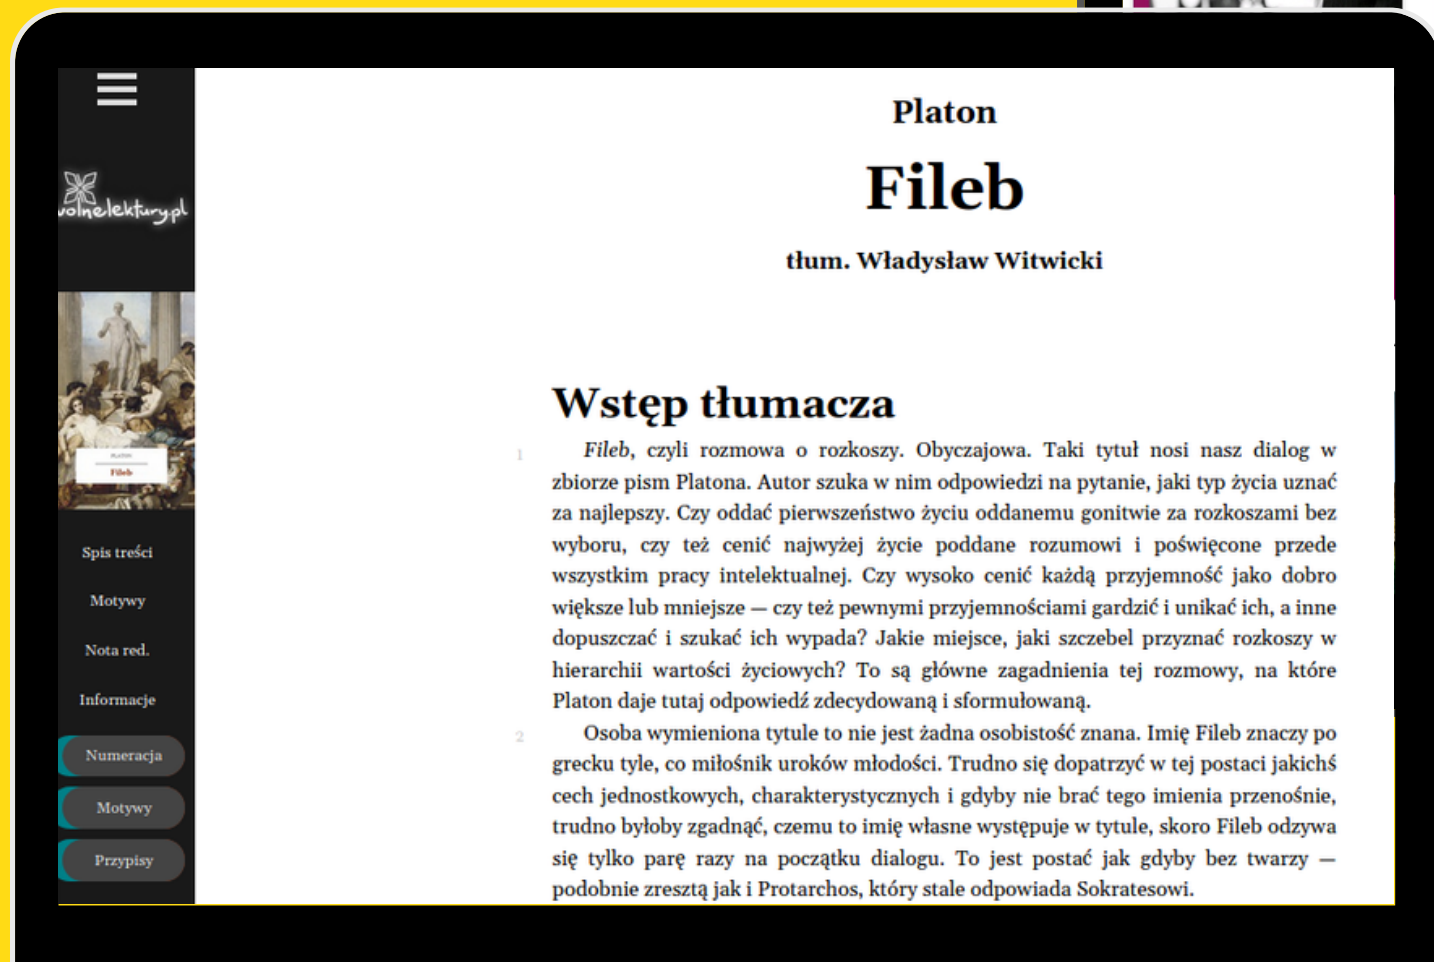 wolnelektury.pl
PLATON
Fileb
Spis treści
Motywy
Nota red.
Informacje
Numeracja
Motywy
Przypisy
Platon
Fileb
tłum. Władysław Witwicki
Wstęp tłumacza
1
Fileb, czyli rozmowa o rozkoszy. Obyczajowa. Taki tytuł nosi nasz dialog w
zbiorze pism Platona. Autor szuka w nim odpowiedzi na pytanie, jaki typ życia uznać
za najlepszy. Czy oddać pierwszeństwo życiu oddanemu gonitwie za rozkoszami bez
wyboru, czy też cenić najwyżej życie poddane rozumowi i poświęcone przede
wszystkim pracy intelektualnej. Czy wysoko cenić każdą przyjemność jako dobro
większe lub mniejsze — czy też pewnymi przyjemnościami gardzić i unikać ich, a inne
dopuszczać i szukać ich wypada? Jakie miejsce, jaki szczebel przyznać rozkoszy w
hierarchii wartości życiowych? To są główne zagadnienia tej rozmowy, na które
Platon daje tutaj odpowiedź zdecydowaną i sformułowaną.
2
Osoba wymieniona tytule to nie jest żadna osobistość znana. Imię Fileb znaczy po
grecku tyle, co miłośnik uroków młodości. Trudno się dopatrzyć w tej postaci jakichś
cech jednostkowych, charakterystycznych i gdyby nie brać tego imienia przenośnie,
trudno byłoby zgadnąć, czemu to imię własne występuje w tytule, skoro Fileb odzywa
się tylko parę razy na początku dialogu. To jest postać jak gdyby bez twarzy —
podobnie zresztą jak i Protarchos, który stale odpowiada Sokratesowi.